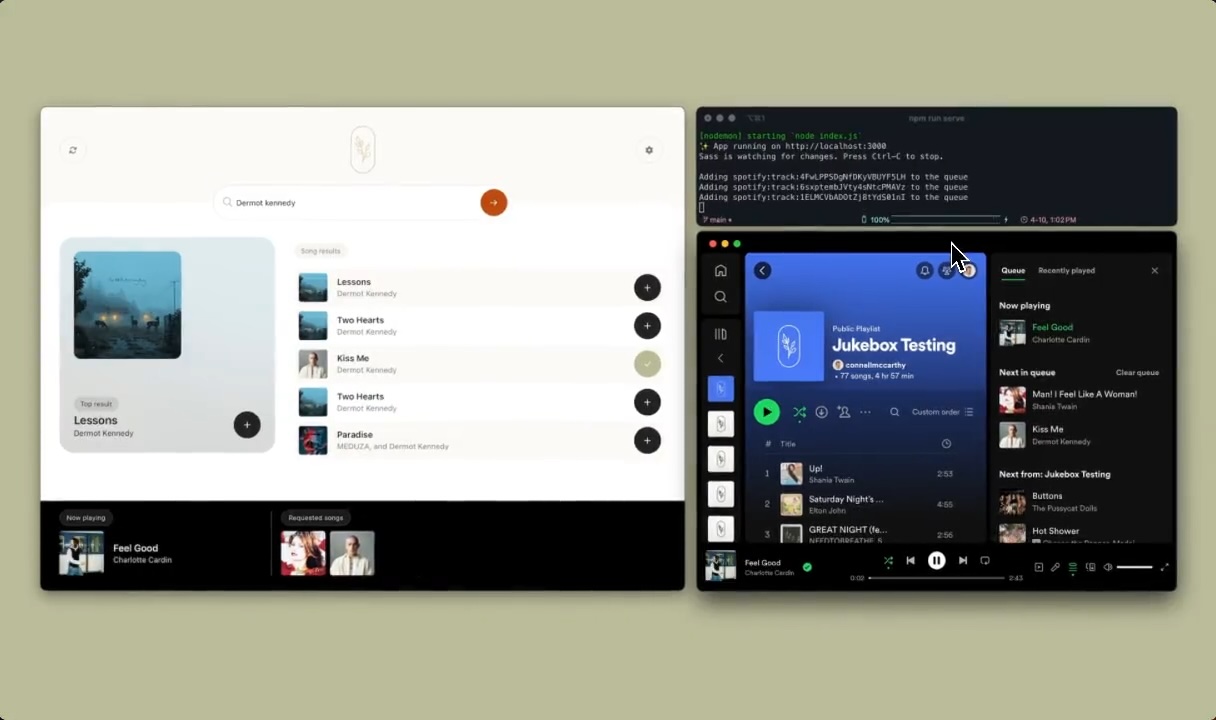 Dermot kennedy
Song results
Lessons
Dermot Kennedy
Two Hearts
Dermot Kennedy
Kiss Me
Dermot Kennedy
Two Hearts
Dermot Kennedy
Paradise
MEDUZA, and Dermot Kennedy
Top result
Lessons
Dermot Kennedy
Now playing
Feel Good
Charlotte Cardin
Requested songs
npm run serve
[nodemon] starting `node index.js`
✨ App running on http://localhost:3000
Sass is watching for changes. Press Ctrl-C to stop.
Adding spotify:track:4FwLPPSDgNfDKyVBUYF5LH to the queue
Adding spotify:track:6sxptembJVty4sNtcPMAVz to the queue
Adding spotify:track:1ELMCVbADOtZj8tYdS01nI to the queue
main
100%
4-10, 1:02PM
Public Playlist
Jukebox Testing
connellmccarthy
• 77 songs, 4 hr 57 min
Custom order
# Title
1 Up! 2:53
Shania Twain
2 Saturday Night's ... 4:55
Elton John
3 GREAT NIGHT (fe... 2:56
NEEDTOBREATHE, S
Queue Recently played
Now playing
Feel Good
Charlotte Cardin
Next in queue Clear queue
Man! I Feel Like A Woman!
Shania Twain
Kiss Me
Dermot Kennedy
Next from: Jukebox Testing
Buttons
The Pussycat Dolls
Hot Shower
Feel Good
Charlotte Cardin
0:02 2:43